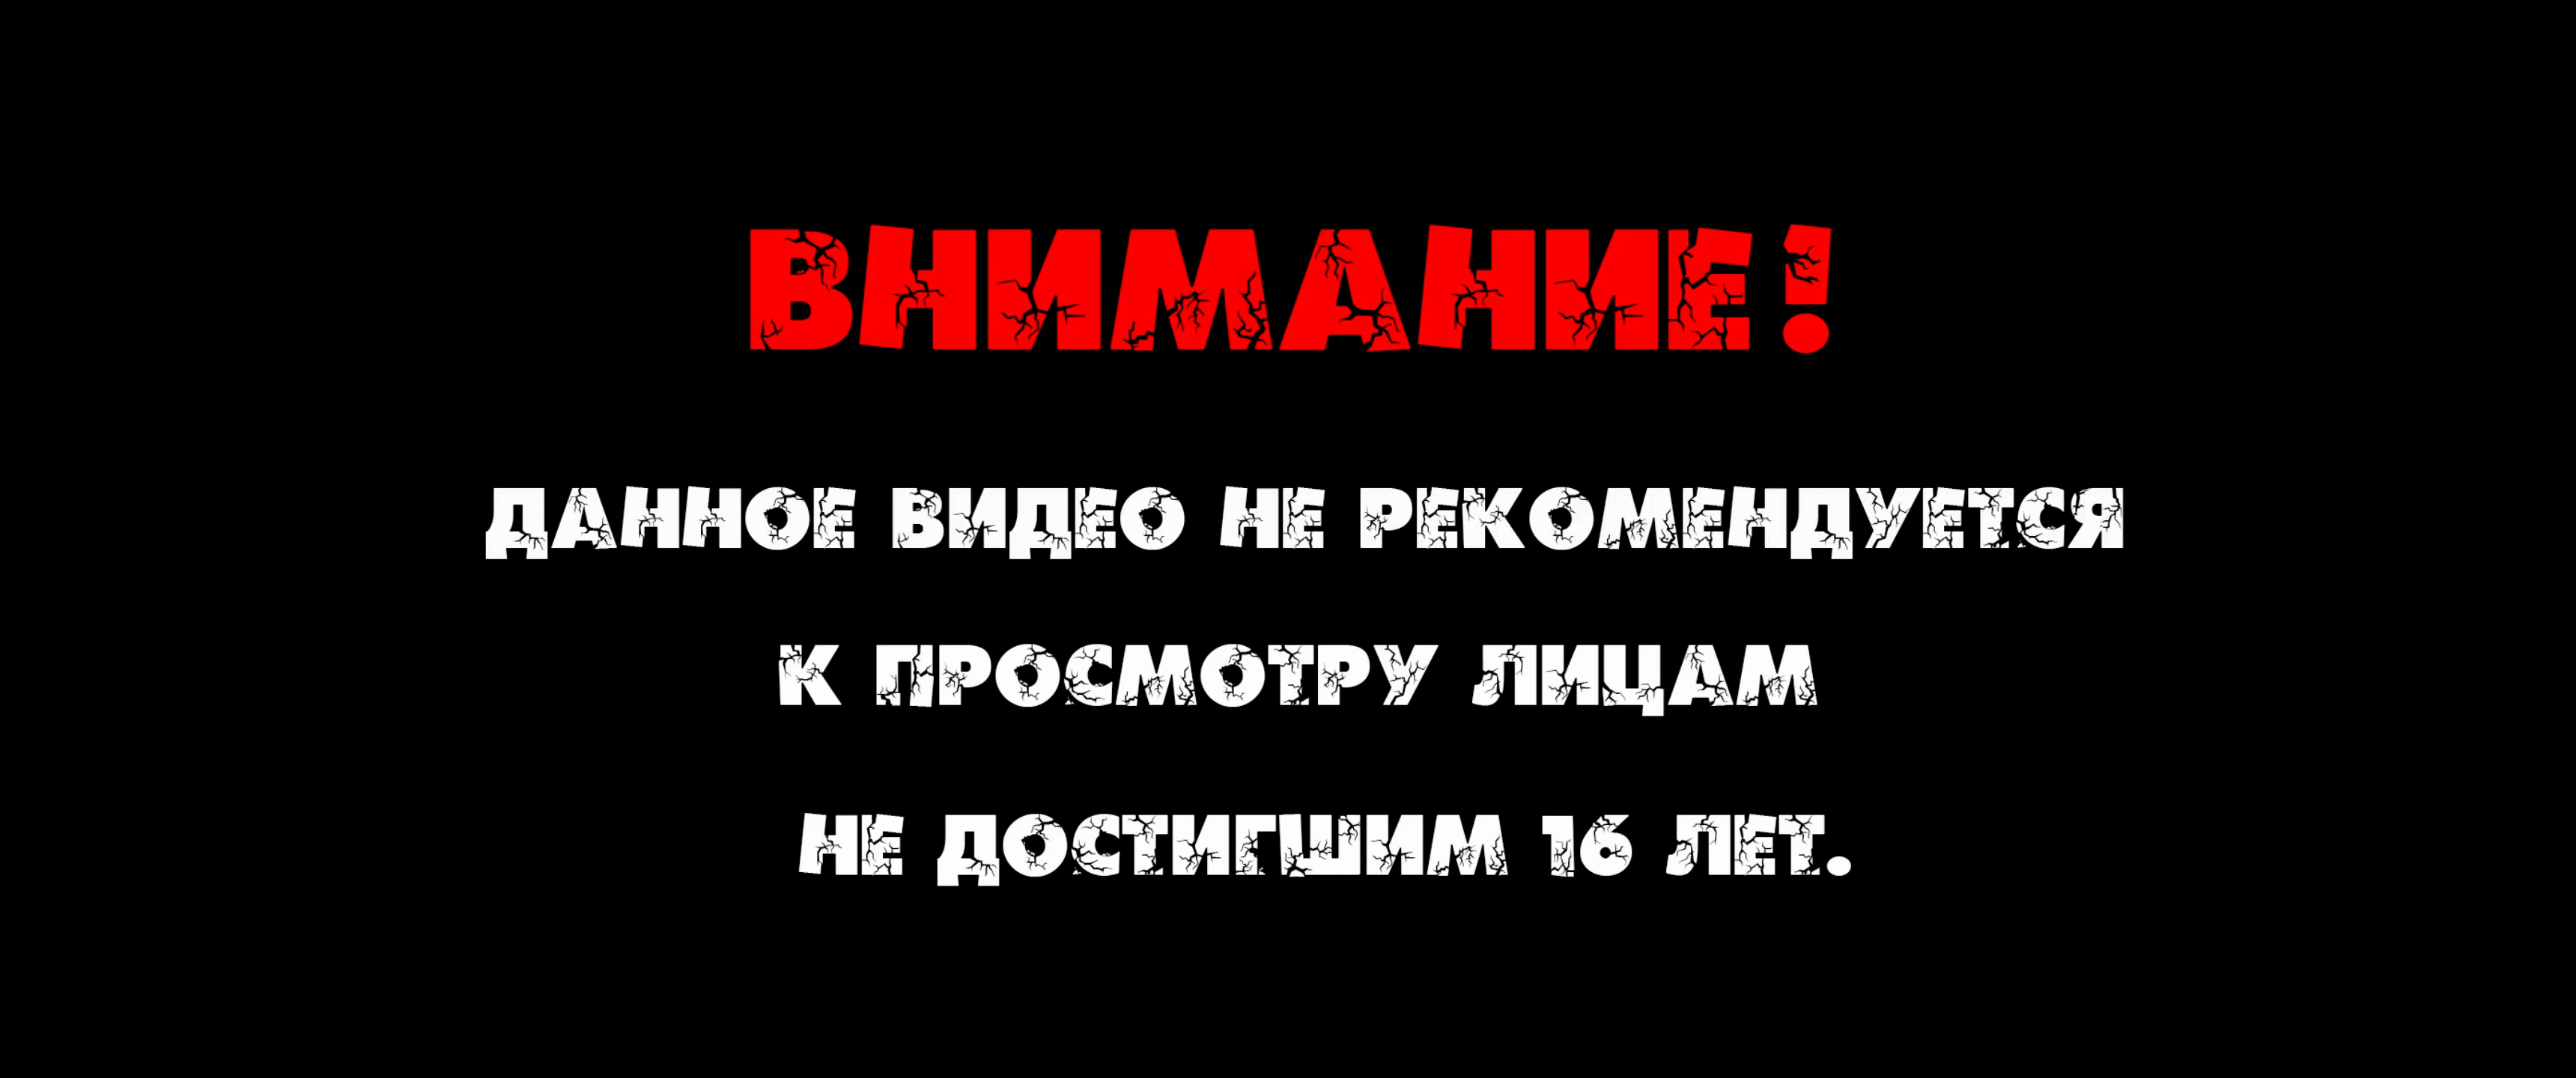 ВНИМАНИЕ!
ДАННОЕ ВИДЕО НЕ РЕКОМЕНДУЕТСЯ
К ПРОСМОТРУ ЛИЦАМ
НЕ ДОСТИГШИМ 16 ЛЕТ.